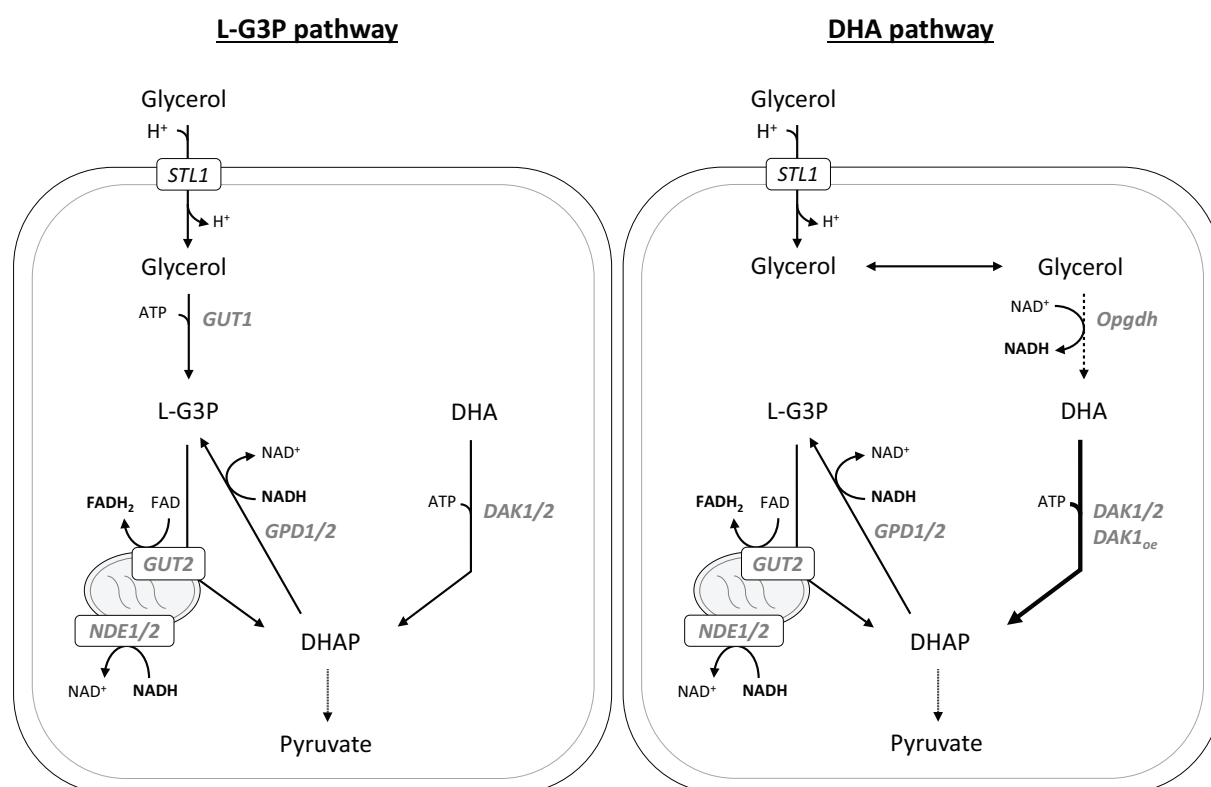 L-G3P pathway
Glycerol
H⁺
STL1
H⁺
Glycerol
ATP
GUT1
L-G3P
DHA
NAD⁺
FADH₂
FAD
NADH
ATP
DAK1/2
GPD1/2
GUT2
NDE1/2
DHAP
NAD⁺
NADH
Pyruvate
DHA pathway
Glycerol
H⁺
STL1
H⁺
Glycerol
Glycerol
NAD⁺
Opgdh
NADH
L-G3P
DHA
NAD⁺
FADH₂
FAD
NADH
ATP
DAK1/2
DAK1oe
GPD1/2
GUT2
NDE1/2
DHAP
NAD⁺
NADH
Pyruvate